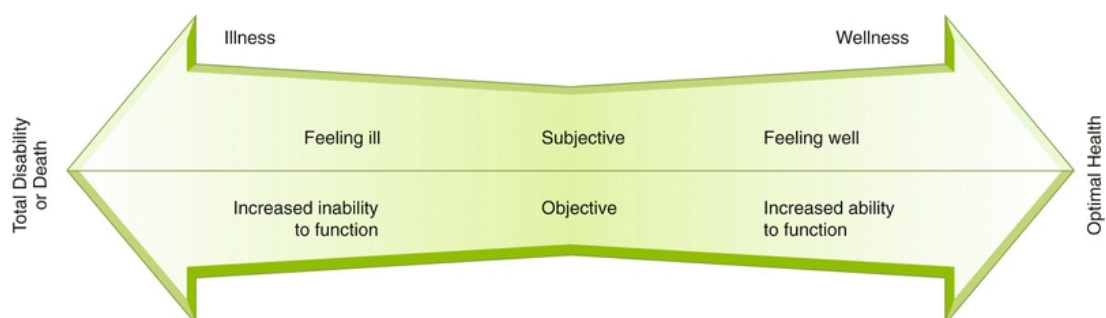 Illness
Wellness
Total Disability
or Death
Feeling ill
Subjective
Feeling well
Optimal Health
Increased inability
to function
Objective
Increased ability
to function